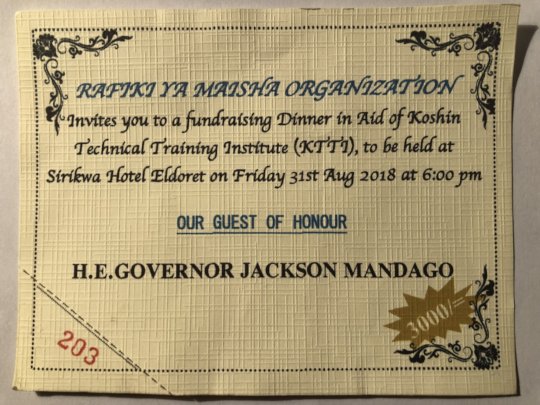 RAFIKI YA MAISHA ORGANIZATION
Invites you to a fundraising Dinner in Aid of Koshin
Technical Training Institute (KTTI), to be held at
Sirikwa Hotel Eldoret on Friday 31st Aug 2018 at 6:00 pm
OUR GUEST OF HONOUR
H.E.GOVERNOR JACKSON MANDAGO
3000/=
203